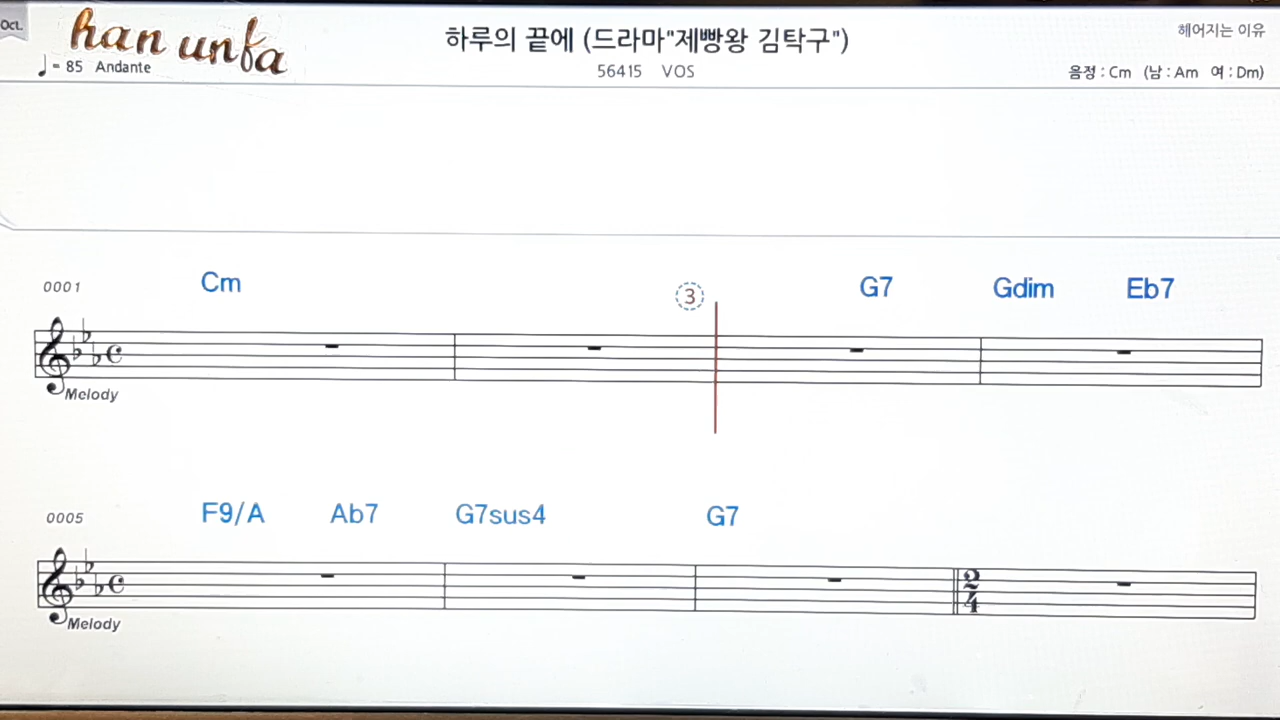 Oct.
han unfa
하루의 끝에 (드라마"제빵왕 김탁구")
헤어지는 이유
♩= 85 Andante
56415 VOS
음정 : Cm (남 : Am 여 : Dm)
0001 Cm ③ G7 Gdim Eb7
Melody
0005 F9/A Ab7 G7sus4 G7
2
4
Melody